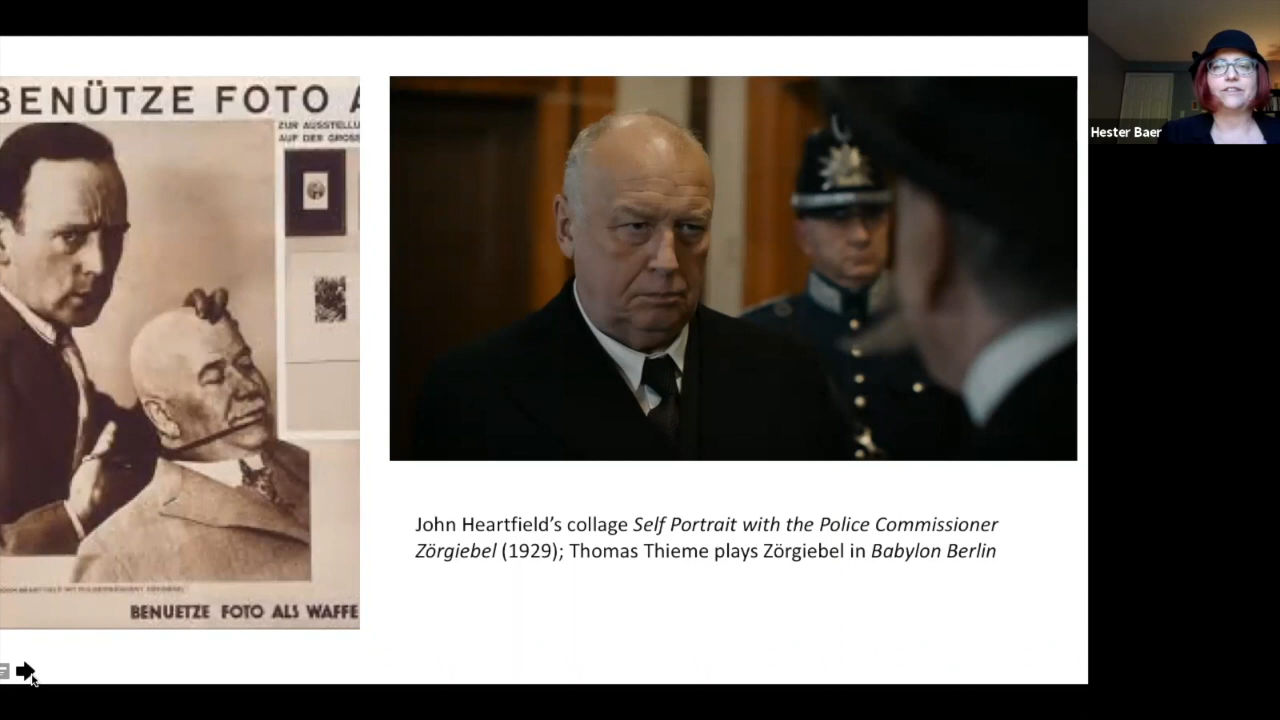 BENÜTZE FOTO A
ZUR AUSSTELLU
AUF DER GROSS
BENUETZE FOTO ALS WAFFE
John Heartfield’s collage Self Portrait with the Police Commissioner
Zörgiebel (1929); Thomas Thieme plays Zörgiebel in Babylon Berlin
Hester Baer